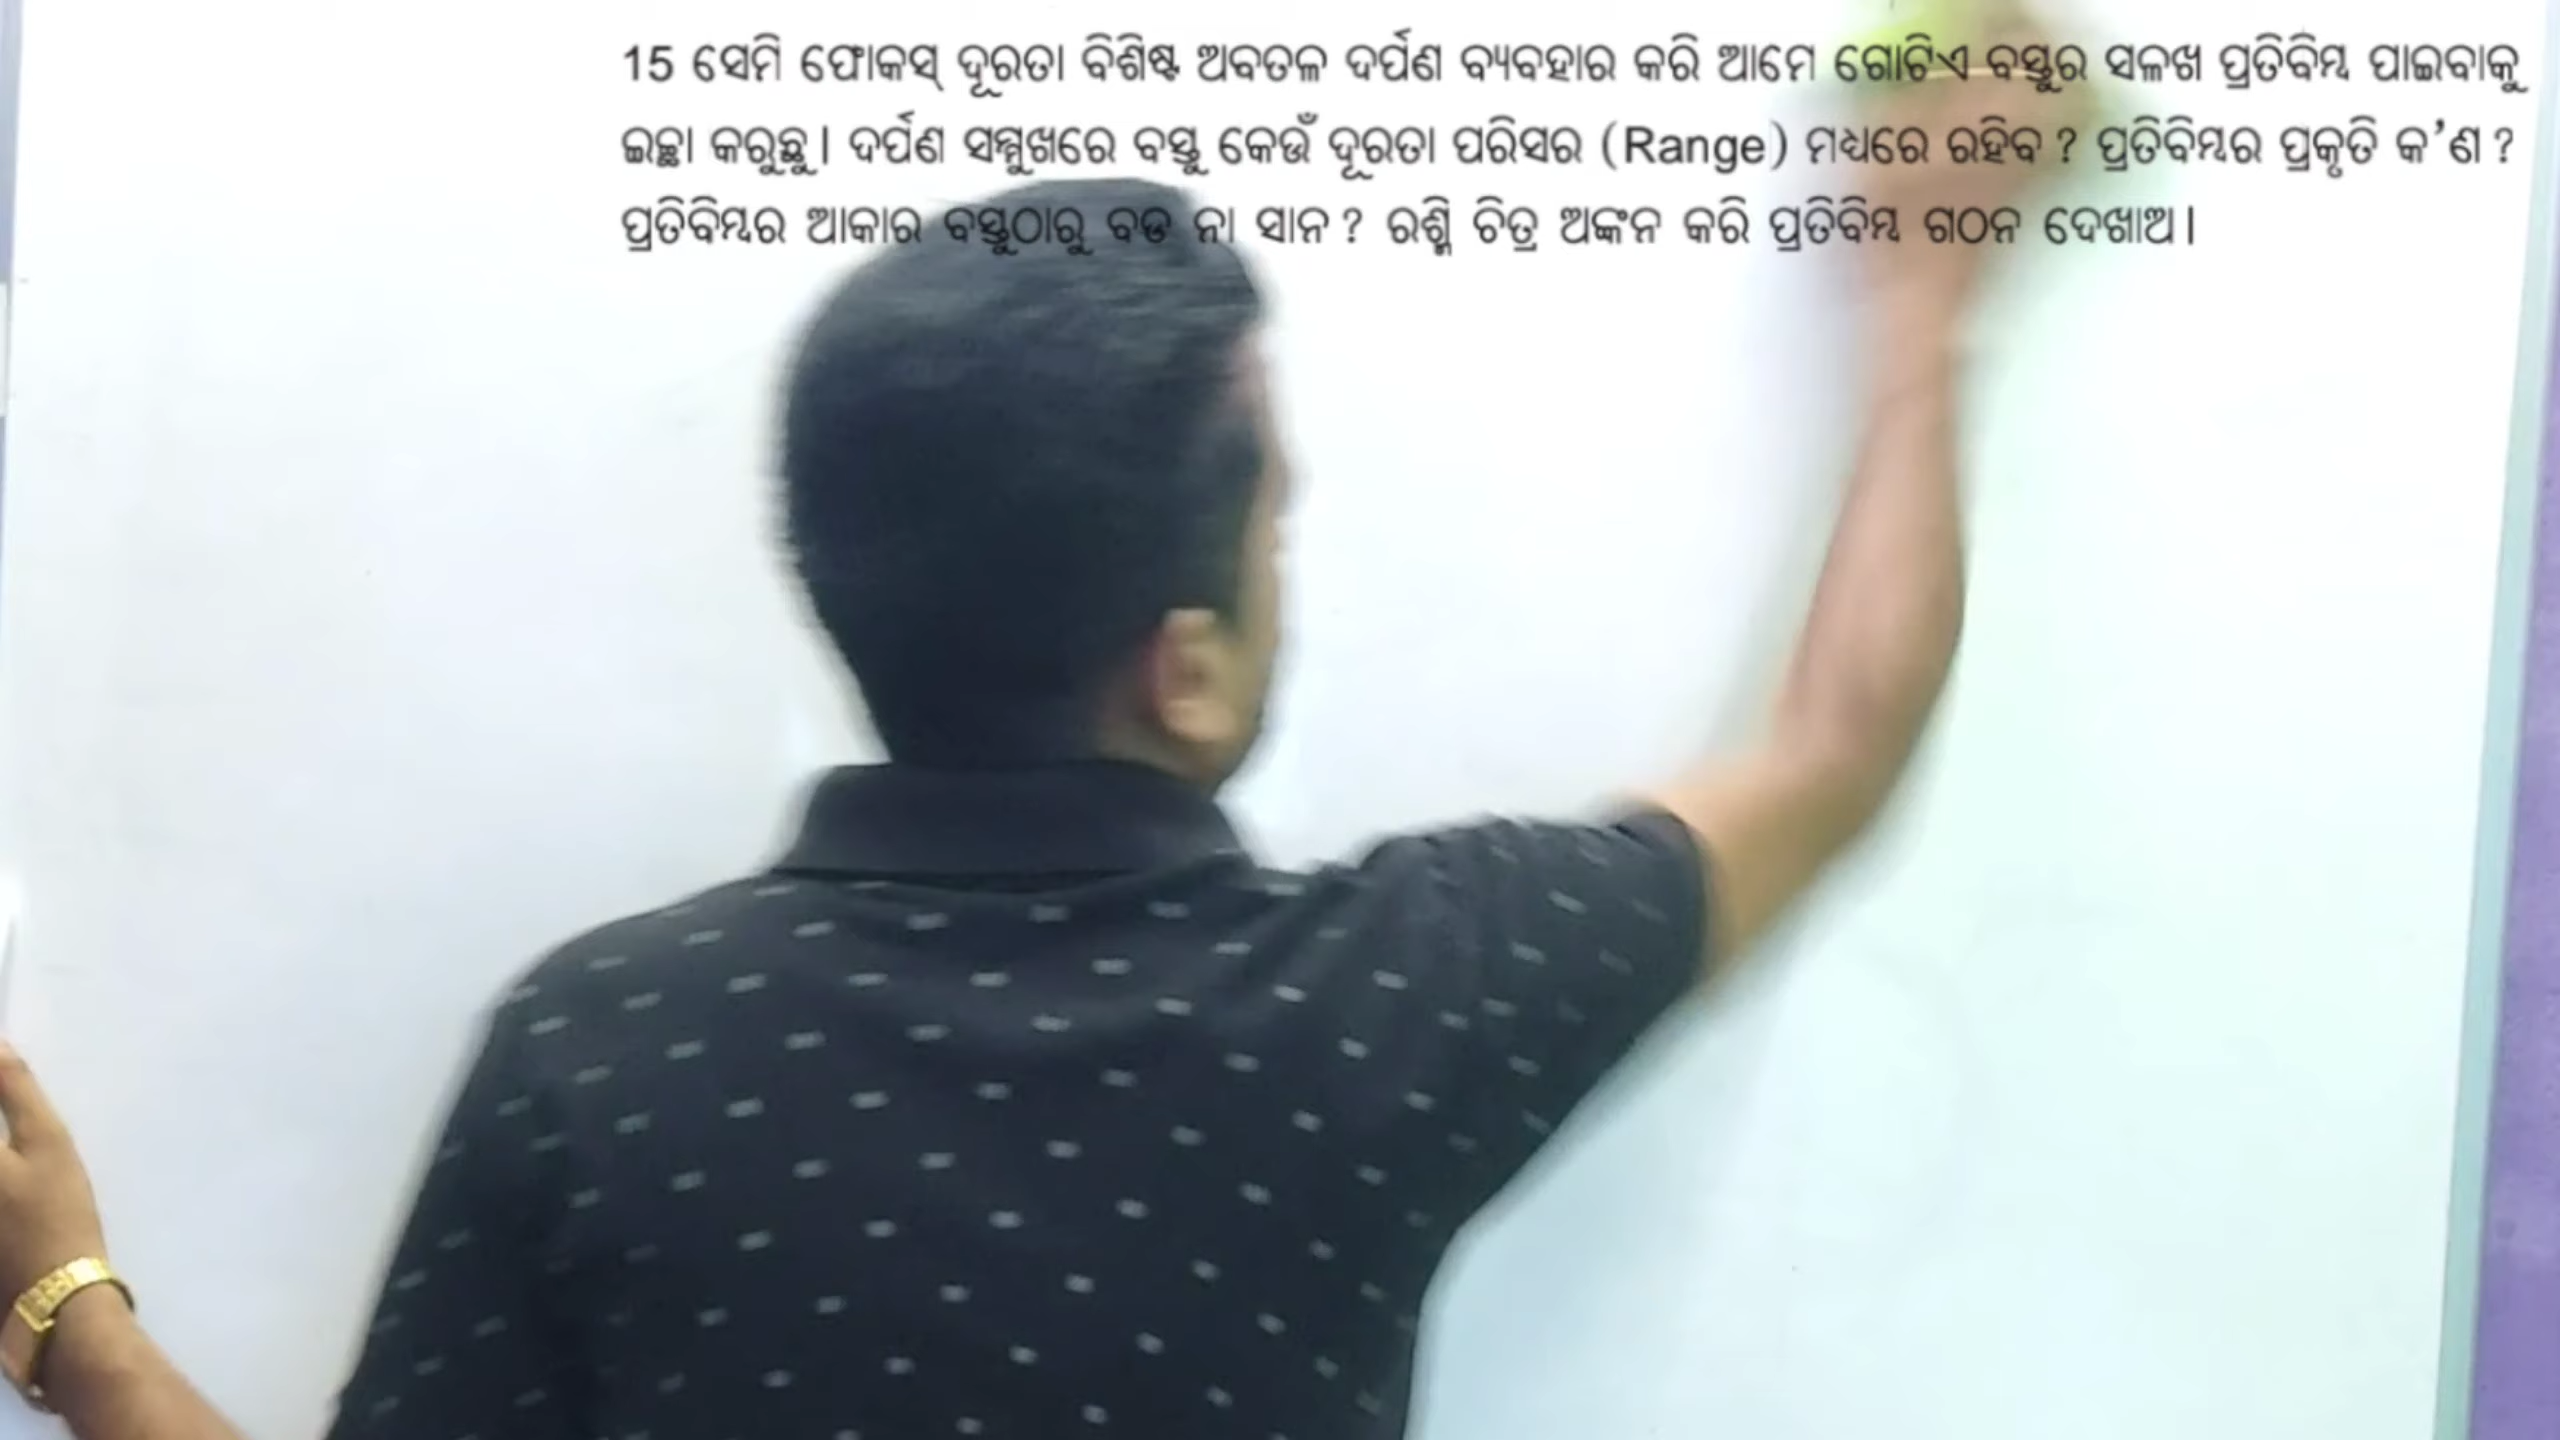 15 ସେମି ଫୋକସ୍ ଦୂରତା ବିଶିଷ୍ଟ ଅବତଳ ଦର୍ପଣ ବ୍ୟବହାର କରି ଆମେ ଗୋଟିଏ ବସ୍ତୁର ସଳଖ ପ୍ରତିବିମ୍ବ ପାଇବାକୁ
ଇଚ୍ଛା କରୁଛୁ। ଦର୍ପଣ ସମ୍ମୁଖରେ ବସ୍ତୁ କେଉଁ ଦୂରତା ପରିସର (Range) ମଧ୍ୟରେ ରହିବ ? ପ୍ରତିବିମ୍ବର ପ୍ରକୃତି କ’ଣ ?
ପ୍ରତିବିମ୍ବର ଆକାର ବସ୍ତୁଠାରୁ ବଡ ନା ସାନ ? ରଶ୍ମି ଚିତ୍ର ଅଙ୍କନ କରି ପ୍ରତିବିମ୍ବ ଗଠନ ଦେଖାଅ।